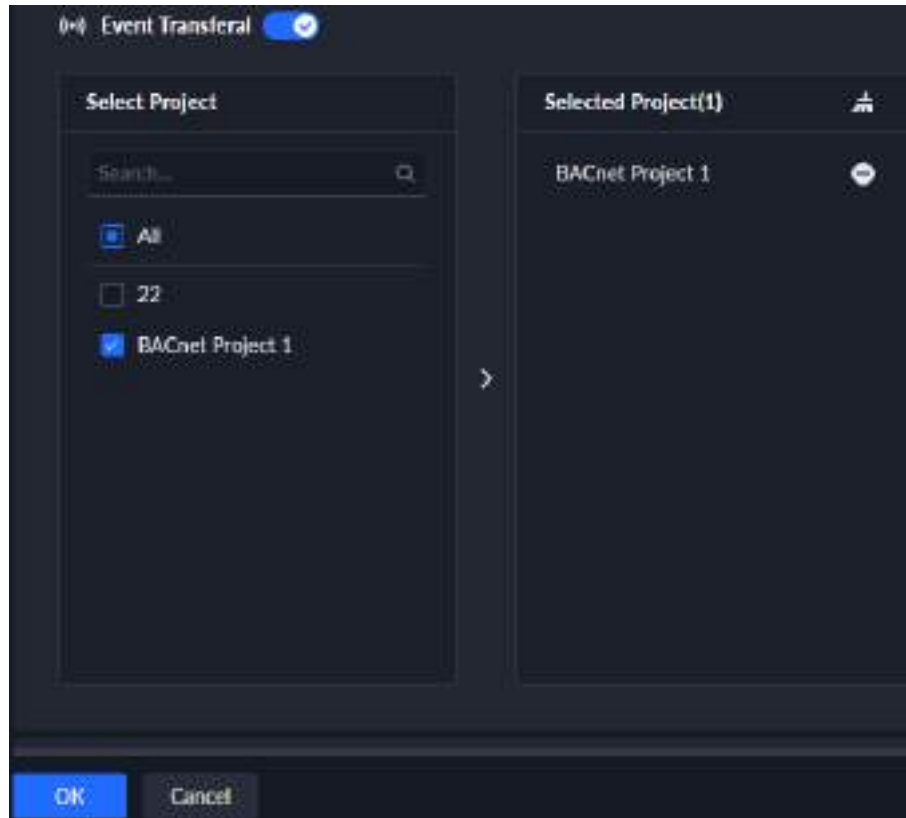 Event Transferal
Select Project
Search...
All
22
BACnet Project 1
Selected Project(1)
BACnet Project 1
OK
Cancel